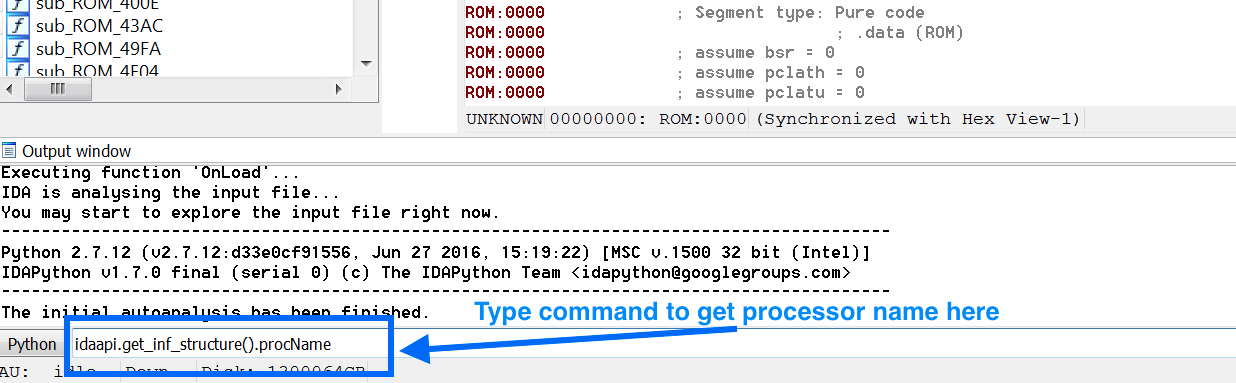 sub_ROM_400E
sub_ROM_43AC
sub_ROM_49FA
sub_ROM_4F04
ROM:0000 ; Segment type: Pure code
ROM:0000 ; .data (ROM)
ROM:0000 ; assume bsr = 0
ROM:0000 ; assume pclath = 0
ROM:0000 ; assume pclatu = 0
UNKNOWN 00000000: ROM:0000 (Synchronized with Hex View-1)
Output window
Executing function 'OnLoad'...
IDA is analysing the input file...
You may start to explore the input file right now.
---------------------------------------------------------------------------------------------
Python 2.7.12 (v2.7.12:d33e0cf91556, Jun 27 2016, 15:19:22) [MSC v.1500 32 bit (Intel)]
IDAPython v1.7.0 final (serial 0) (c) The IDAPython Team <idapython@googlegroups.com>
---------------------------------------------------------------------------------------------
The initial autoanalysis has been finished.
Type command to get processor name here
Python idaapi.get_inf_structure().procName
AU: idle Down Disk: 1300064GB